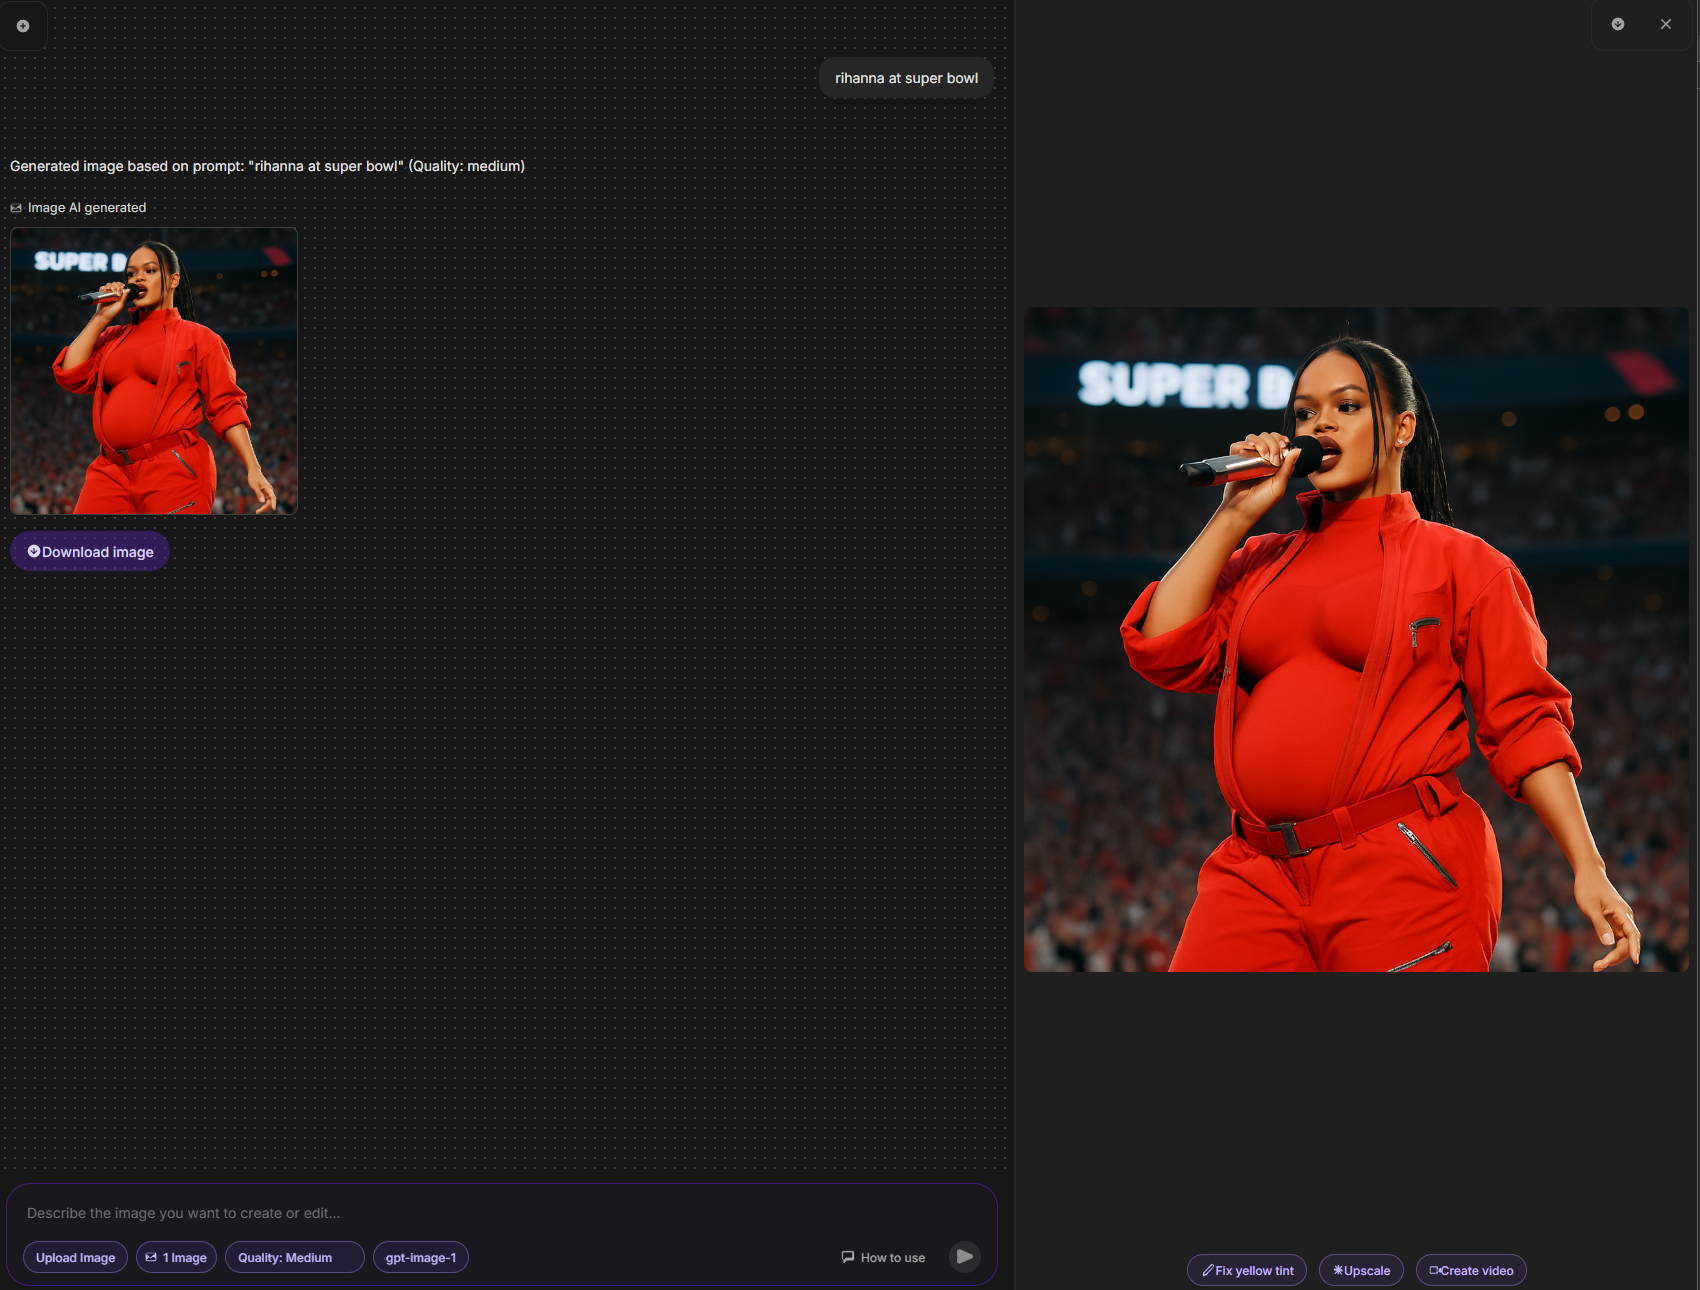 rihanna at super bowl
Generated image based on prompt: "rihanna at super bowl" (Quality: medium)
Image AI generated
SUPER B
Download image
SUPER B
Describe the image you want to create or edit...
Upload Image
1 Image
Quality: Medium
gpt-image-1
How to use
Fix yellow tint
Upscale
Create video